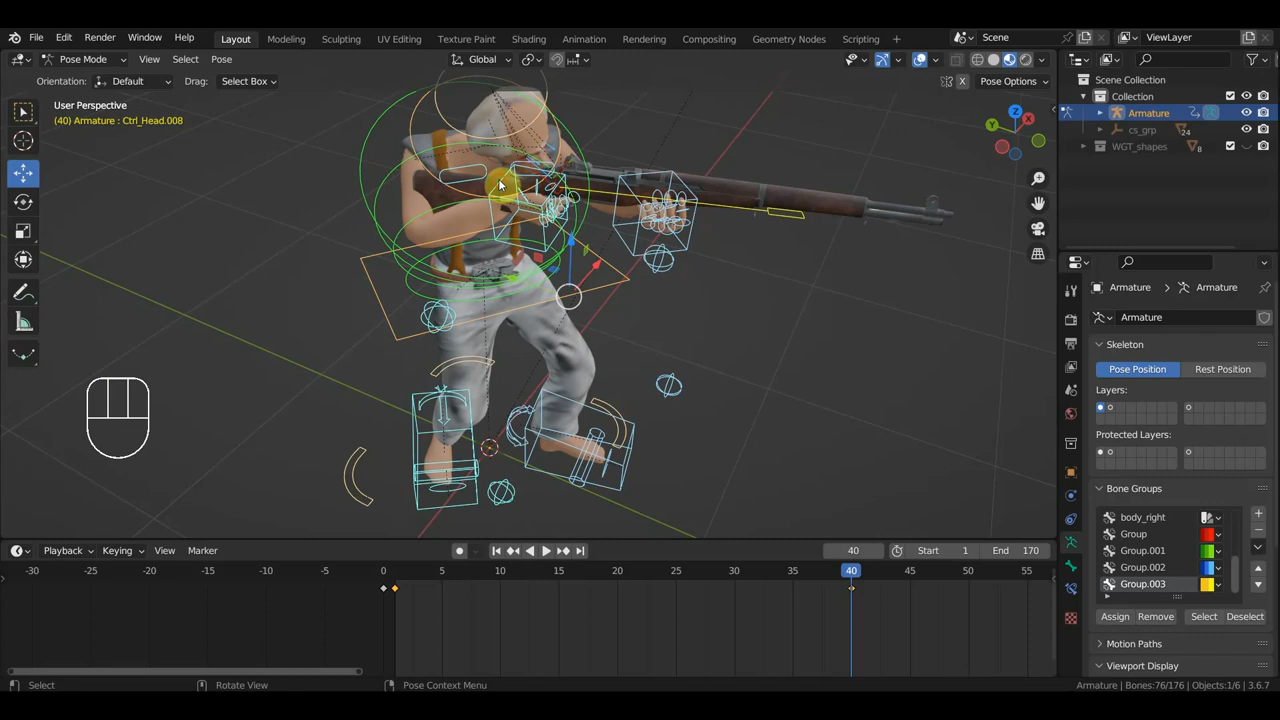 File Edit Render Window Help Layout Modeling Sculpting UV Editing Texture Paint Shading Animation Rendering Compositing Geometry Nodes Scripting + Scene ViewLayer
Pose Mode View Select Pose Global
Orientation: Default Drag: Select Box X Pose Options
Scene Collection
Collection
Armature
cs_grp 24
WGT_shapes 8
User Perspective
(40) Armature : Ctrl_Head.008
Z
X
Y
Armature > Armature
Armature
Skeleton
Pose Position Rest Position
Layers:
Protected Layers:
Bone Groups
body_right
Group
Group.001
Group.002
Group.003
Assign Remove Select Deselect
Motion Paths
Viewport Display
Playback Keying View Marker 40 Start 1 End 170
-30 -25 -20 -15 -10 -5 0 5 10 15 20 25 30 35 40 45 50 55
Select Rotate View Pose Context Menu Armature | Bones:76/176 | Objects:1/6 | 3.6.7